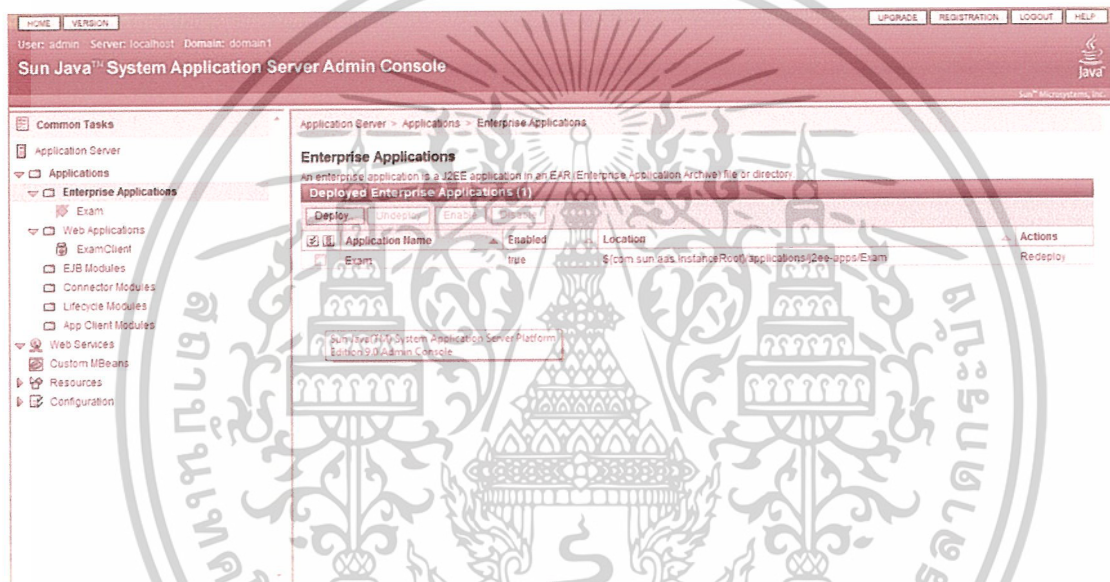 HOME VERSION
UPGRADE REGISTRATION LOGOUT HELP
User: admin Server: localhost Domain: domain1
Sun Java™ System Application Server Admin Console
Java
Sun™ Microsystems, Inc.
Common Tasks
Application Server
Applications
Enterprise Applications
Exam
Web Applications
ExamClient
EJB Modules
Connector Modules
Lifecycle Modules
App Client Modules
Web Services
Custom MBeans
Resources
Configuration
Application Server > Applications > Enterprise Applications
Enterprise Applications
An enterprise application is a J2EE application in an EAR (Enterprise Application Archive) file or directory.
Deployed Enterprise Applications (1)
Deploy... Undeploy Enable Disable
Application Name Enabled Location Actions
Exam true ${com.sun.aas.instanceRoot}/applications/j2ee-apps/Exam Redeploy
Sun Java(TM) System Application Server Platform
Edition 9.0 Admin Console